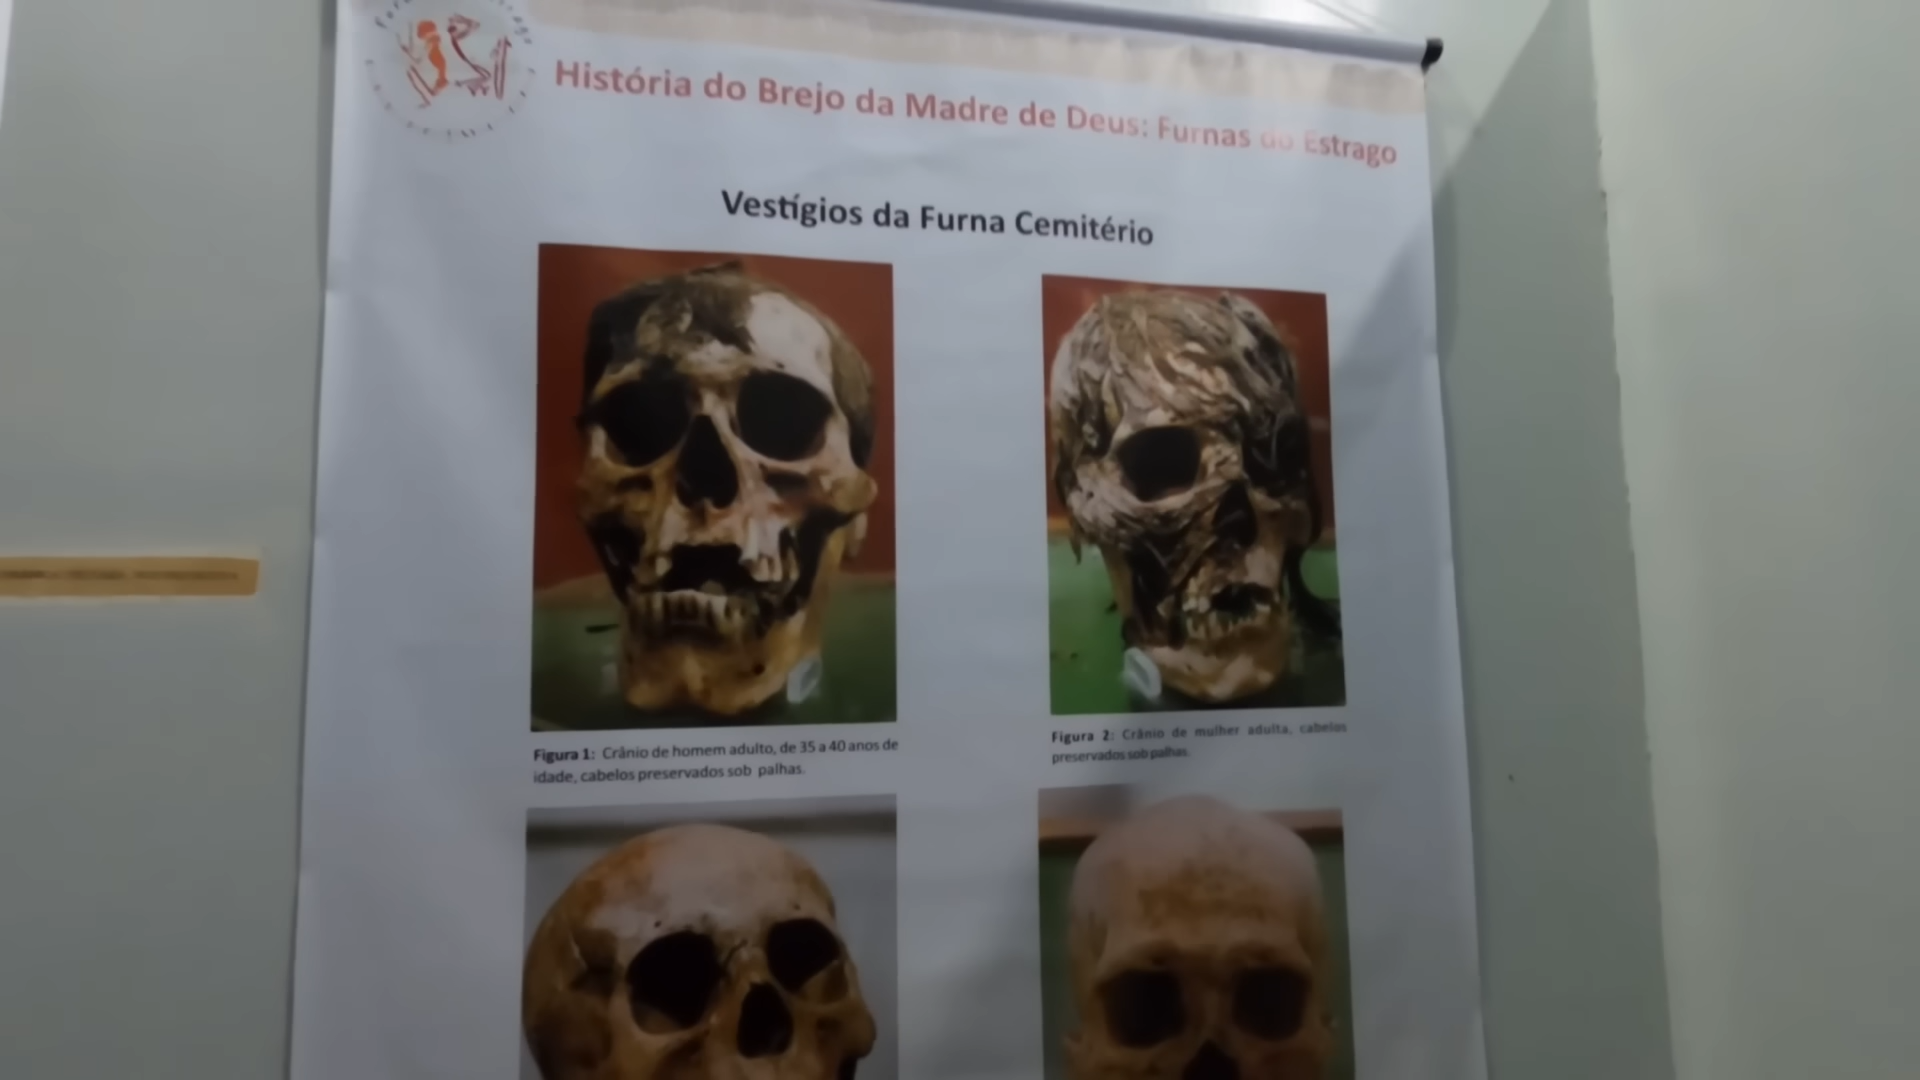 História do Brejo da Madre de Deus: Furnas do Estrago
Vestígios da Furna Cemitério
Figura 1: Crânio de homem adulto, de 35 a 40 anos de
idade, cabelos preservados sob palhas.
Figura 2: Crânio de mulher adulta, cabelos
preservados sob palhas.